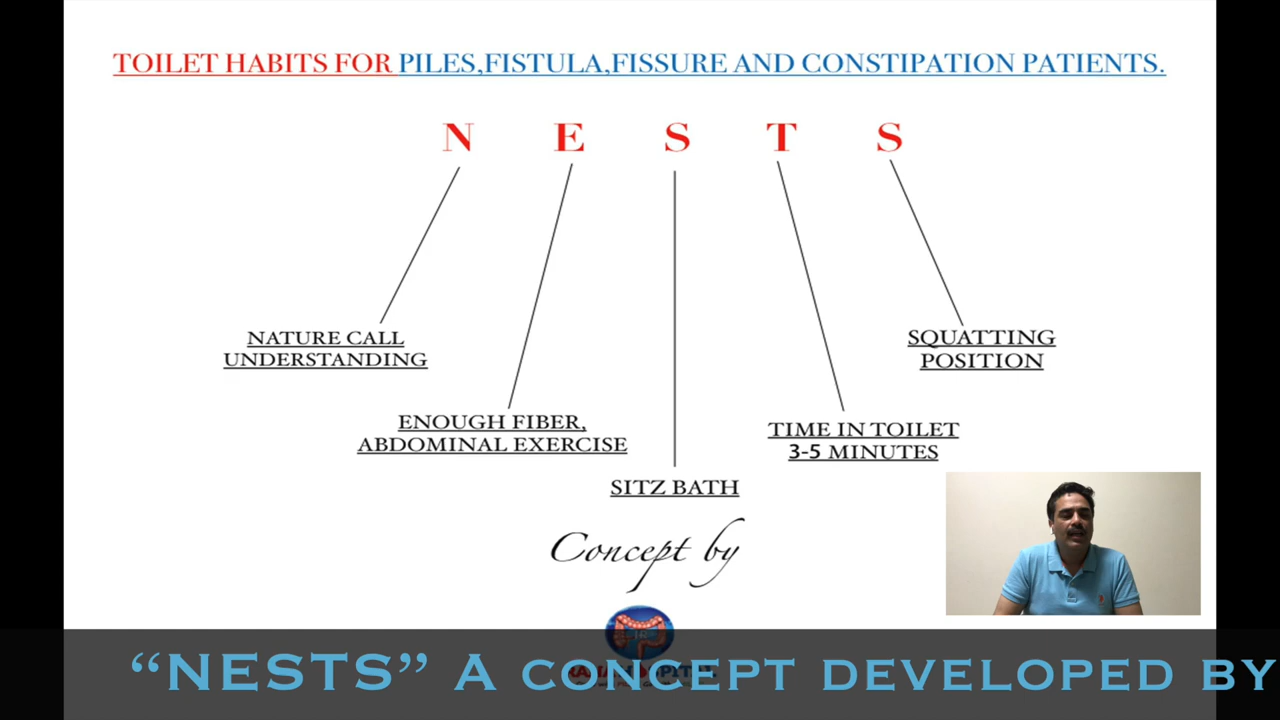 TOILET HABITS FOR PILES,FISTULA,FISSURE AND CONSTIPATION PATIENTS.
N E S T S
NATURE CALL
UNDERSTANDING
ENOUGH FIBER,
ABDOMINAL EXERCISE
SITZ BATH
TIME IN TOILET
3-5 MINUTES
SQUATTING
POSITION
Concept by
“NESTS” A CONCEPT DEVELOPED BY